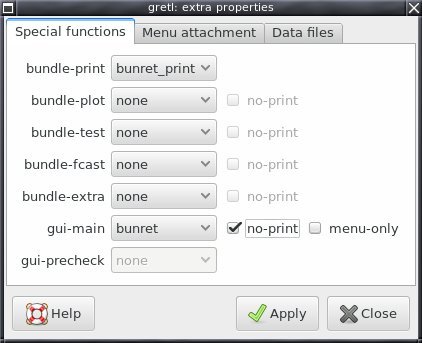 gretl: extra properties
Special functions Menu attachment Data files
bundle-print bunret_print
bundle-plot none no-print
bundle-test none no-print
bundle-fcast none no-print
bundle-extra none no-print
gui-main bunret no-print menu-only
gui-precheck none
Help Apply Close